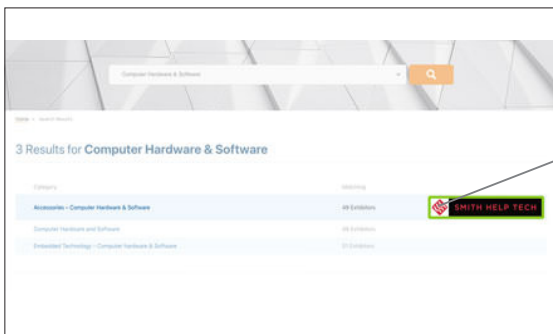 Computer Hardware & Software
Home > Search Results
3 Results for Computer Hardware & Software
Category Matching
Accessories – Computer Hardware & Software 49 Exhibitors
SMITH HELP TECH
Computer Hardware and Software
Embedded Technology – Computer Hardware & Software